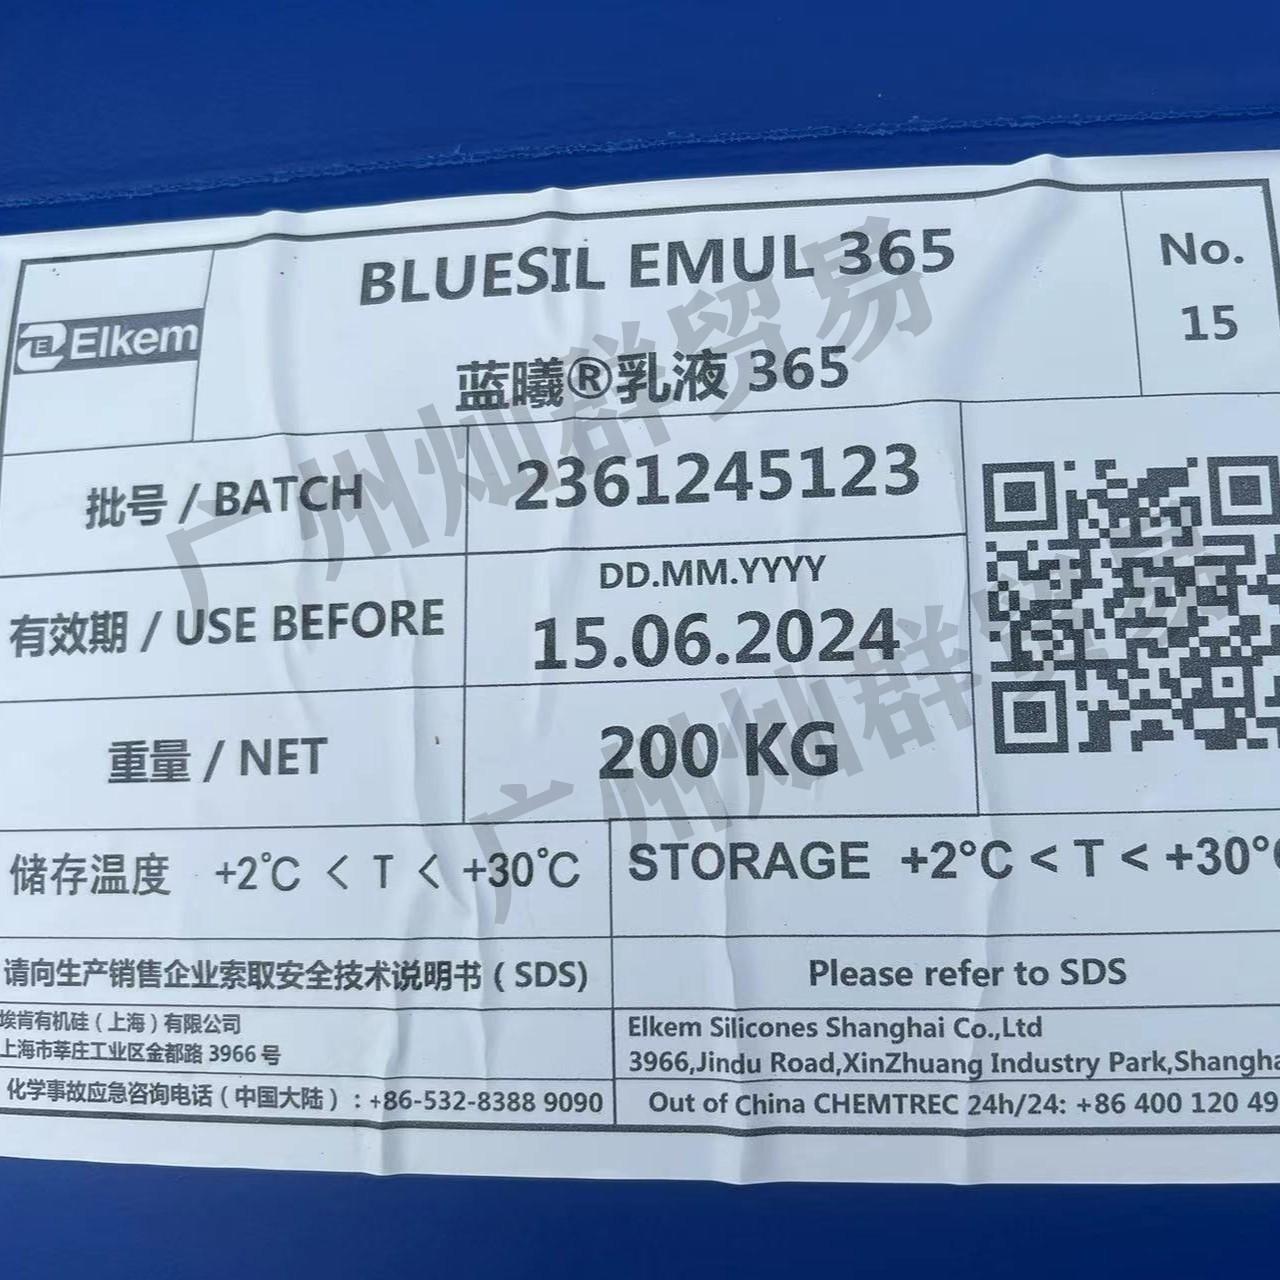 BLUESIL EMUL 365
No.
15
Elkem
蓝曦®乳液 365
批号 / BATCH
2361245123
有效期 / USE BEFORE
DD.MM.YYYY
15.06.2024
重量 / NET
200 KG
储存温度 +2℃ < T < +30℃
STORAGE +2°C < T < +30°C
请向生产销售企业索取安全技术说明书 ( SDS)
Please refer to SDS
埃肯有机硅（上海）有限公司
上海市莘庄工业区金都路 3966 号
Elkem Silicones Shanghai Co.,Ltd
3966,Jindu Road,XinZhuang Industry Park,Shangha
化学事故应急咨询电话（中国大陆）: +86-532-8388 9090
Out of China CHEMTREC 24h/24: +86 400 120 49
广州灿群贸易
广州灿群贸易